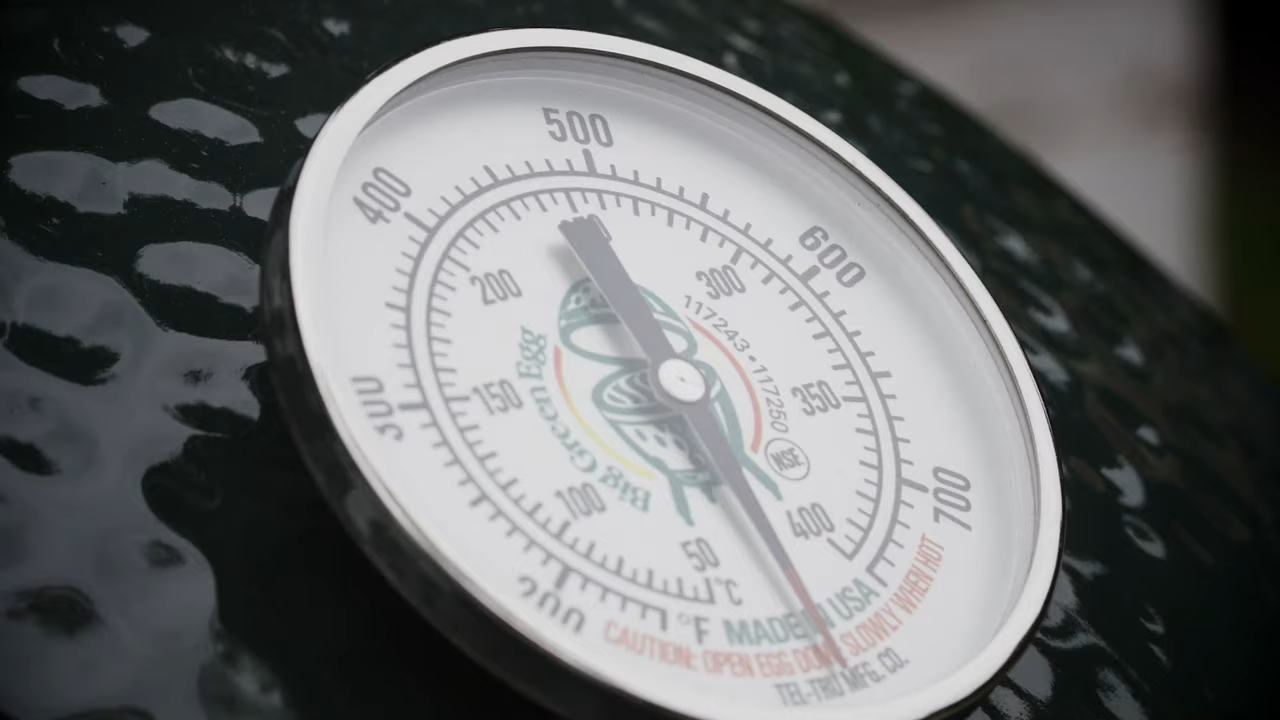 500
400
600
300
700
200
200
300
150
350
100
400
50
°C
°F
Big Green Egg
117243 • 117250
NSF
MADE IN USA
CAUTION: OPEN EGG DOME SLOWLY WHEN HOT
TEL-TRU MFG. CO.